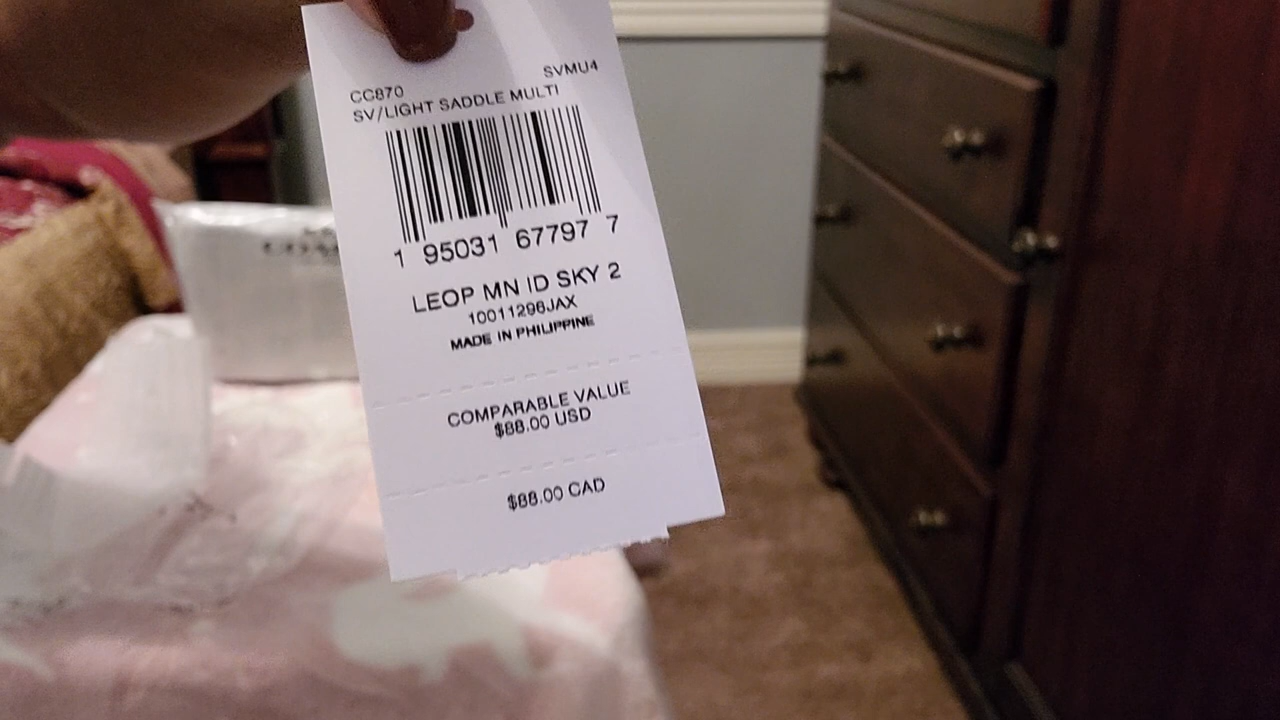 CC870 SVMU4
SV/LIGHT SADDLE MULTI
1 95031 67797 7
LEOP MN ID SKY 2
10011296JAX
MADE IN PHILIPPINE
COMPARABLE VALUE
$88.00 USD
$88.00 CAD